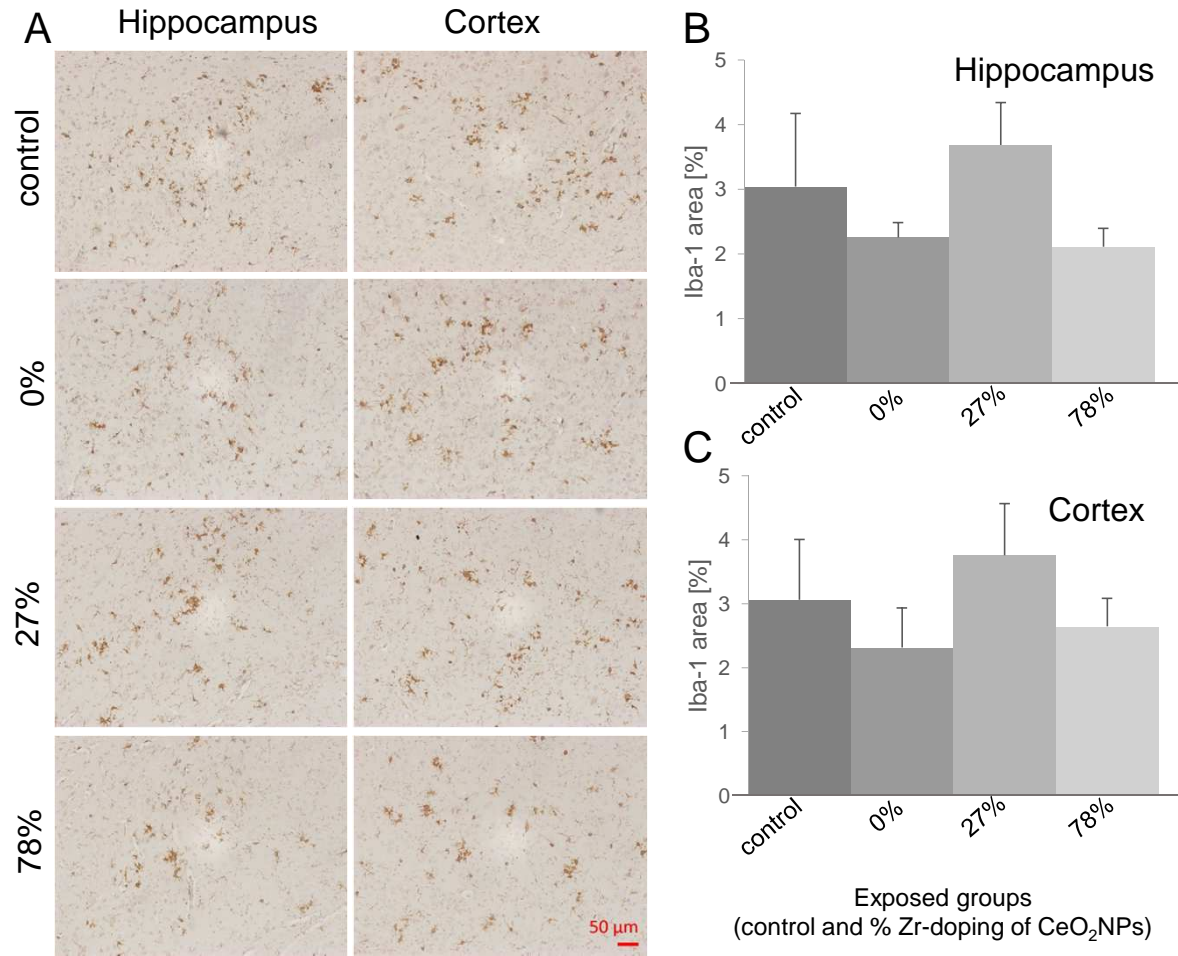 A
Hippocampus
Cortex
control
0%
27%
78%
50 µm
B
Hippocampus
Iba-1 area [%]
5
4
3
2
1
0
control
0%
27%
78%
C
Cortex
Iba-1 area [%]
5
4
3
2
1
0
control
0%
27%
78%
Exposed groups
(control and % Zr-doping of CeO₂NPs)